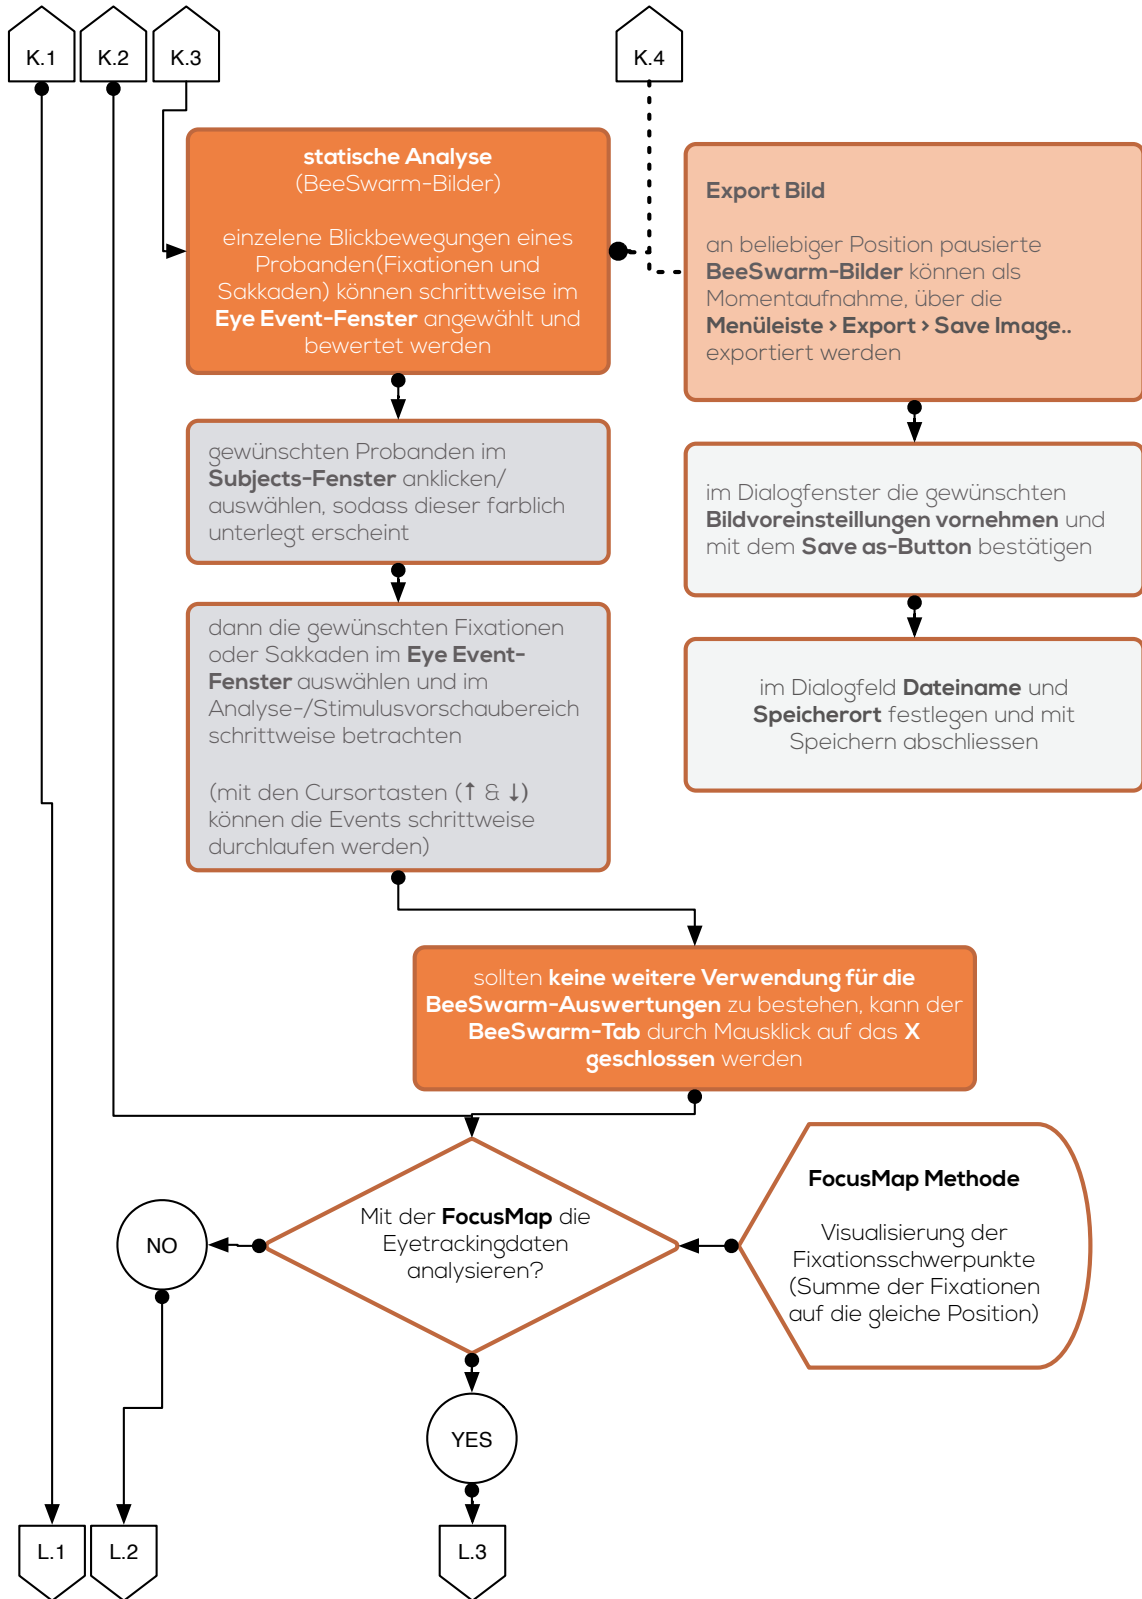 K.1
K.2
K.3
K.4
statische Analyse
(BeeSwarm-Bilder)
einzelene Blickbewegungen eines
Probanden(Fixationen und
Sakkaden) können schrittweise im
Eye Event-Fenster angewählt und
bewertet werden
Export Bild
an beliebiger Position pausierte
BeeSwarm-Bilder können als
Momentaufnahme, über die
Menüleiste > Export > Save Image..
exportiert werden
gewünschten Probanden im
Subjects-Fenster anklicken/
auswählen, sodass dieser farblich
unterlegt erscheint
im Dialogfenster die gewünschten
Bildvoreinsteillungen vornehmen und
mit dem Save as-Button bestätigen
dann die gewünschten Fixationen
oder Sakkaden im Eye Event-
Fenster auswählen und im
Analyse-/Stimulusvorschaubereich
schrittweise betrachten
(mit den Cursortasten (↑ & ↓)
können die Events schrittweise
durchlaufen werden)
im Dialogfeld Dateiname und
Speicherort festlegen und mit
Speichern abschliessen
sollten keine weitere Verwendung für die
BeeSwarm-Auswertungen zu bestehen, kann der
BeeSwarm-Tab durch Mausklick auf das X
geschlossen werden
Mit der FocusMap die
Eyetrackingdaten
analysieren?
FocusMap Methode
Visualisierung der
Fixationsschwerpunkte
(Summe der Fixationen
auf die gleiche Position)
NO
YES
L.1
L.2
L.3